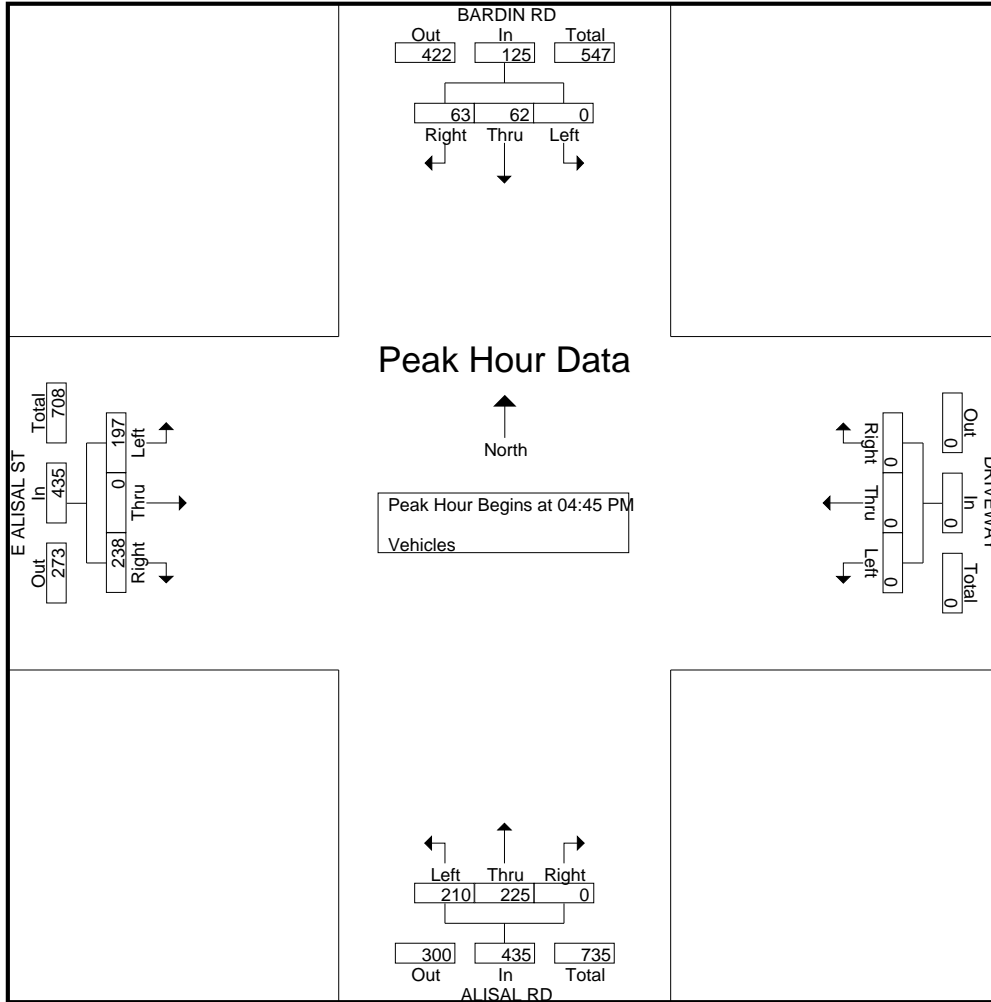 BARDIN RD
Out In Total
422 125 547
63 62 0
Right Thru Left
Peak Hour Data
North
Peak Hour Begins at 04:45 PM
Vehicles
E ALISAL ST
Out In Total
273 435 708
Right Thru Left
238 0 197
DRIVEWAY
Out In Total
0 0 0
Right Thru Left
0 0 0
Left Thru Right
210 225 0
300 435 735
Out In Total
ALISAL RD